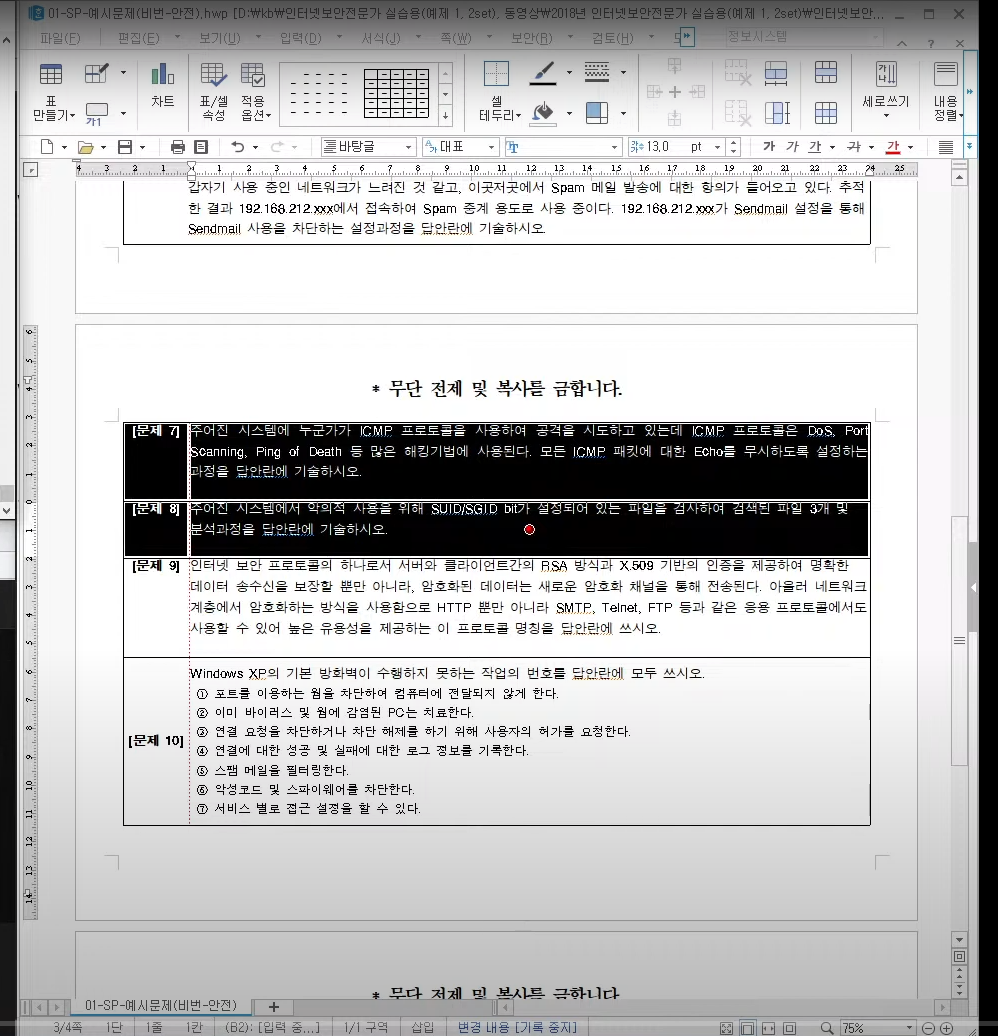 01-SP-예시문제(비번-안전).hwp [D:₩kb₩인터넷보안전문가 실습용(예제 1, 2set). 동영상₩2018년 인터넷보안전문가 실습용(예제 1, 2set)₩인터넷보안...
파일(F) 편집(E) 보기(U) 입력(D) 서식(J) 쪽(W) 보안(R) 검토(H) 정보시스템
표 만들기 가1 차트 표/셀 속성 적용 옵션 셀 테두리 세로쓰기 내용 정렬
바탕글 대표 13.0 pt 가 가 가 가 가
4 3 2 1 1 2 3 4 5 6 7 8 9 10 11 12 13 14 15 16 17 18 19 20 21 22 23 24 25
갑자기 사용 중인 네트워크가 느려진 것 같고, 이곳저곳에서 Spam 메일 발송에 대한 항의가 들어오고 있다. 추적
한 결과 192.168.212.xxx에서 접속하여 Spam 중계 용도로 사용 중이다. 192.168.212.xxx가 Sendmail 설정을 통해
Sendmail 사용을 차단하는 설정과정을 답안란에 기술하시오.
* 무단 전제 및 복사를 금합니다.
[문제 7] 주어진 시스템에 누군가가 ICMP 프로토콜을 사용하여 공격을 시도하고 있는데 ICMP 프로토콜은 DoS, Port
Scanning, Ping of Death 등 많은 해킹기법에 사용된다. 모든 ICMP 패킷에 대한 Echo를 무시하도록 설정하는
과정을 답안란에 기술하시오.
[문제 8] 주어진 시스템에서 악의적 사용을 위해 SUID/SGID bit가 설정되어 있는 파일을 검사하여 검색된 파일 3개 및
분석과정을 답안란에 기술하시오.
[문제 9] 인터넷 보안 프로토콜의 하나로서 서버와 클라이언트간의 RSA 방식과 X.509 기반의 인증을 제공하여 명확한
데이터 송수신을 보장할 뿐만 아니라, 암호화된 데이터는 새로운 암호화 채널을 통해 전송된다. 아울러 네트워크
계층에서 암호화하는 방식을 사용함으로 HTTP 뿐만 아니라 SMTP, Telnet, FTP 등과 같은 응용 프로토콜에서도
사용할 수 있어 높은 유용성을 제공하는 이 프로토콜 명칭을 답안란에 쓰시오.
Windows XP의 기본 방화벽이 수행하지 못하는 작업의 번호를 답안란에 모두 쓰시오.
① 포트를 이용하는 웜을 차단하여 컴퓨터에 전달되지 않게 한다.
② 이미 바이러스 및 웜에 감염된 PC는 치료한다.
③ 연결 요청을 차단하거나 차단 해제를 하기 위해 사용자의 허가를 요청한다.
[문제 10] ④ 연결에 대한 성공 및 실패에 대한 로그 정보를 기록한다.
⑤ 스팸 메일을 필터링한다.
⑥ 악성코드 및 스파이웨어를 차단한다.
⑦ 서비스 별로 접근 설정을 할 수 있다.
* 무단 전제 및 복사를 금합니다
01-SP-예시문제(비번-안전)
3/4쪽 1단 1줄 1칸 (B2): [입력 중...] 1/1 구역 삽입 변경 내용 [기록 중지] 75%